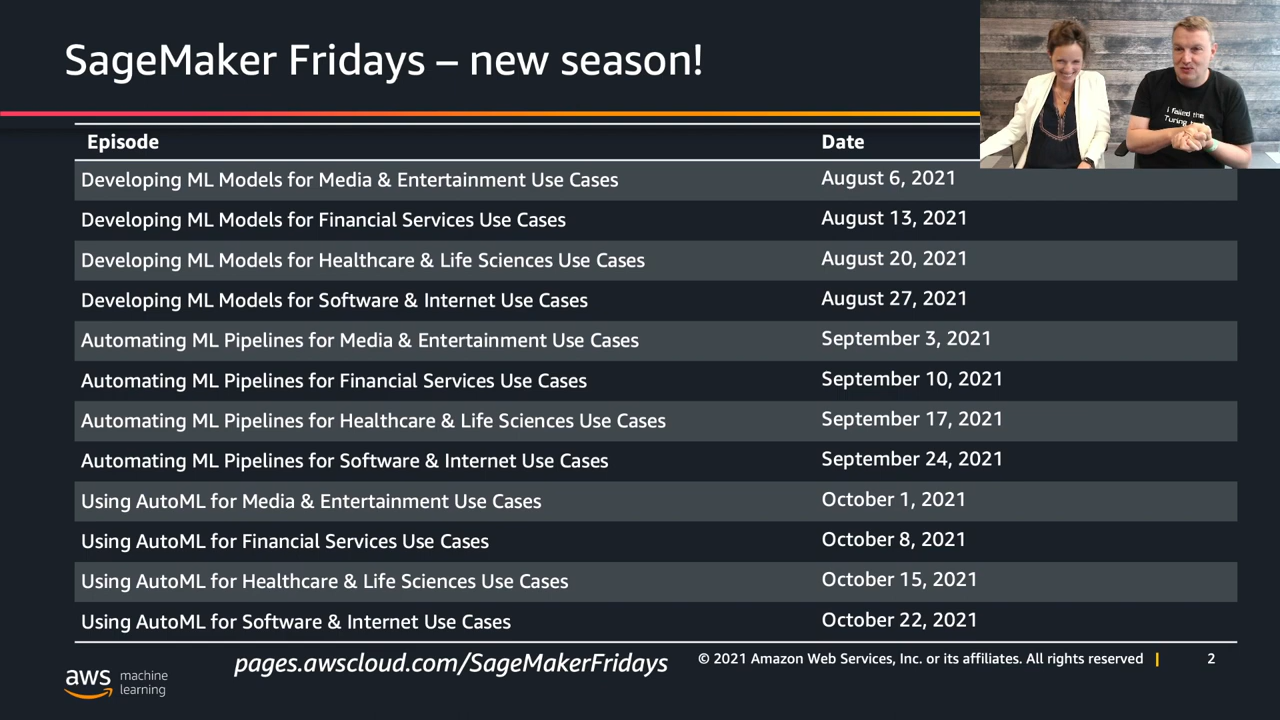 SageMaker Fridays – new season!
I failed the
Turing
Episode Date
Developing ML Models for Media & Entertainment Use Cases August 6, 2021
Developing ML Models for Financial Services Use Cases August 13, 2021
Developing ML Models for Healthcare & Life Sciences Use Cases August 20, 2021
Developing ML Models for Software & Internet Use Cases August 27, 2021
Automating ML Pipelines for Media & Entertainment Use Cases September 3, 2021
Automating ML Pipelines for Financial Services Use Cases September 10, 2021
Automating ML Pipelines for Healthcare & Life Sciences Use Cases September 17, 2021
Automating ML Pipelines for Software & Internet Use Cases September 24, 2021
Using AutoML for Media & Entertainment Use Cases October 1, 2021
Using AutoML for Financial Services Use Cases October 8, 2021
Using AutoML for Healthcare & Life Sciences Use Cases October 15, 2021
Using AutoML for Software & Internet Use Cases October 22, 2021
aws machine learning
pages.awscloud.com/SageMakerFridays
© 2021 Amazon Web Services, Inc. or its affiliates. All rights reserved | 2